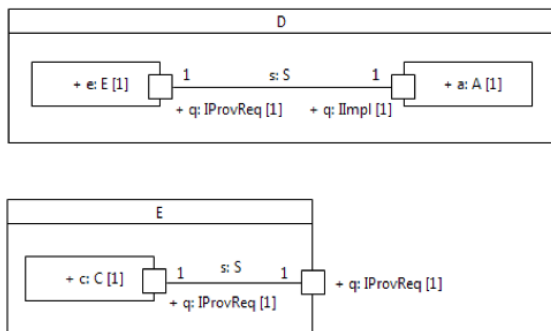 D
+ e: E [1]
1
s: S
1
+ a: A [1]
+ q: IProvReq [1]
+ q: IImpl [1]
E
+ c: C [1]
1
s: S
1
+ q: IProvReq [1]
+ q: IProvReq [1]